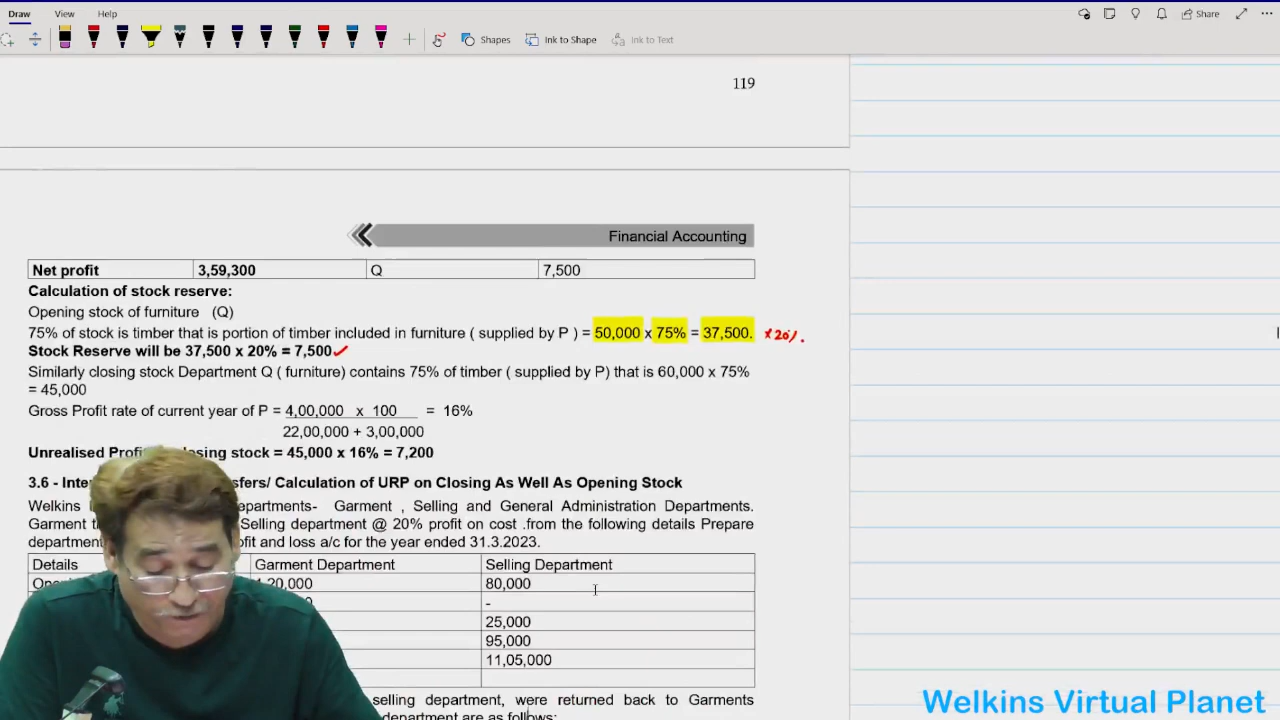 Draw View Help
Shapes Ink to Shape Ink to Text Share
119
Financial Accounting
Net profit 3,59,300 Q 7,500
Calculation of stock reserve:
Opening stock of furniture (Q)
75% of stock is timber that is portion of timber included in furniture ( supplied by P ) = 50,000 x 75% = 37,500. x 20%.
Stock Reserve will be 37,500 x 20% = 7,500
Similarly closing stock Department Q ( furniture) contains 75% of timber ( supplied by P) that is 60,000 x 75%
= 45,000
Gross Profit rate of current year of P = 4,00,000 x 100 = 16%
22,00,000 + 3,00,000
Unrealised losing stock = 45,000 x 16% = 7,200
3.6 - sfers/ Calculation of URP on Closing As Well As Opening Stock
Welkins epartments- Garment , Selling and General Administration Departments.
Garment Selling department @ 20% profit on cost .from the following details Prepare
department ofit and loss a/c for the year ended 31.3.2023.
Details Garment Department Selling Department
20,000 80,000
-
25,000
95,000
11,05,000
selling department, were returned back to Garments
department are as follows:
Welkins Virtual Planet